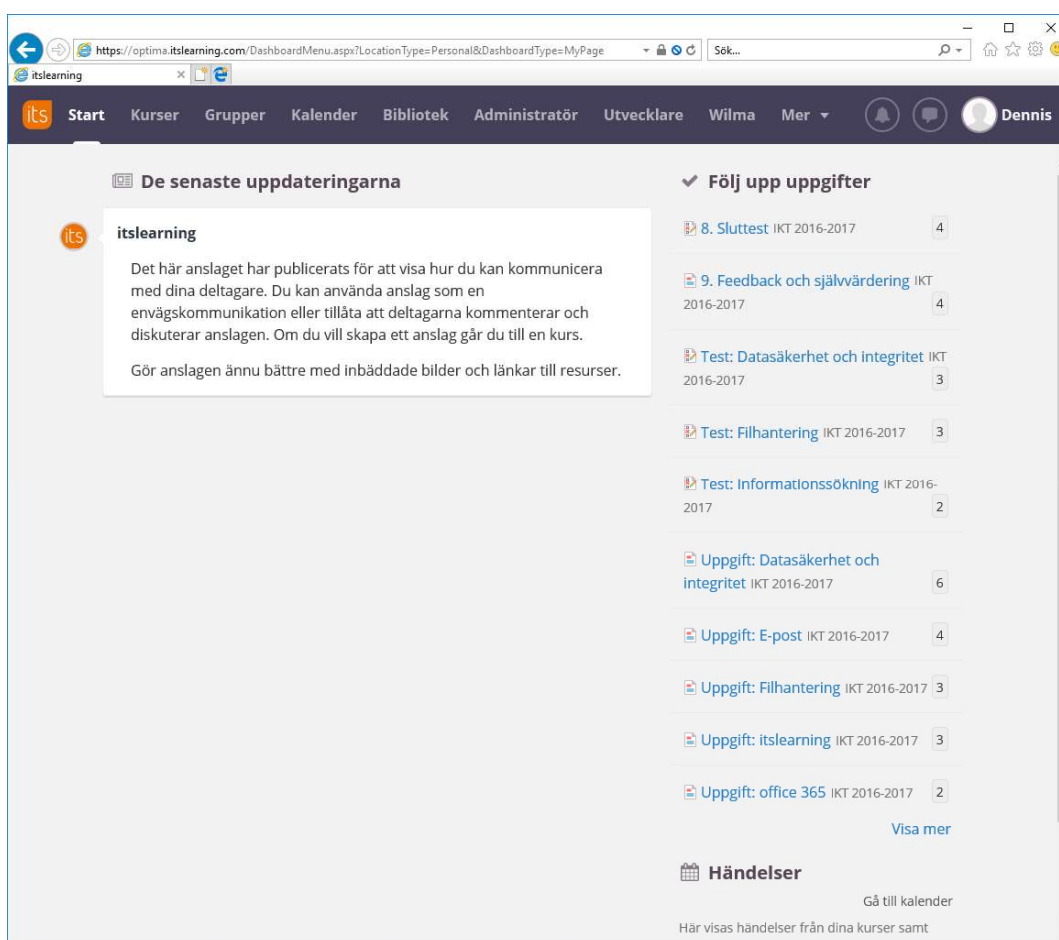 https://optima.itslearning.com/DashboardMenu.aspx?LocationType=Personal&DashboardType=MyPage
Sök...
itslearning
its Start Kurser Grupper Kalender Bibliotek Administratör Utvecklare Wilma Mer Dennis
De senaste uppdateringarna
its
itslearning
Det här anslaget har publicerats för att visa hur du kan kommunicera
med dina deltagare. Du kan använda anslag som en
envägskommunikation eller tillåta att deltagarna kommenterar och
diskuterar anslagen. Om du vill skapa ett anslag går du till en kurs.
Gör anslagen ännu bättre med inbäddade bilder och länkar till resurser.
Följ upp uppgifter
8. Sluttest IKT 2016-2017 4
9. Feedback och självvärdering IKT
2016-2017 4
Test: Datasäkerhet och integritet IKT
2016-2017 3
Test: Filhantering IKT 2016-2017 3
Test: Informationssökning IKT 2016-
2017 2
Uppgift: Datasäkerhet och
integritet IKT 2016-2017 6
Uppgift: E-post IKT 2016-2017 4
Uppgift: Filhantering IKT 2016-2017 3
Uppgift: itslearning IKT 2016-2017 3
Uppgift: office 365 IKT 2016-2017 2
Visa mer
Händelser
Gå till kalender
Här visas händelser från dina kurser samt